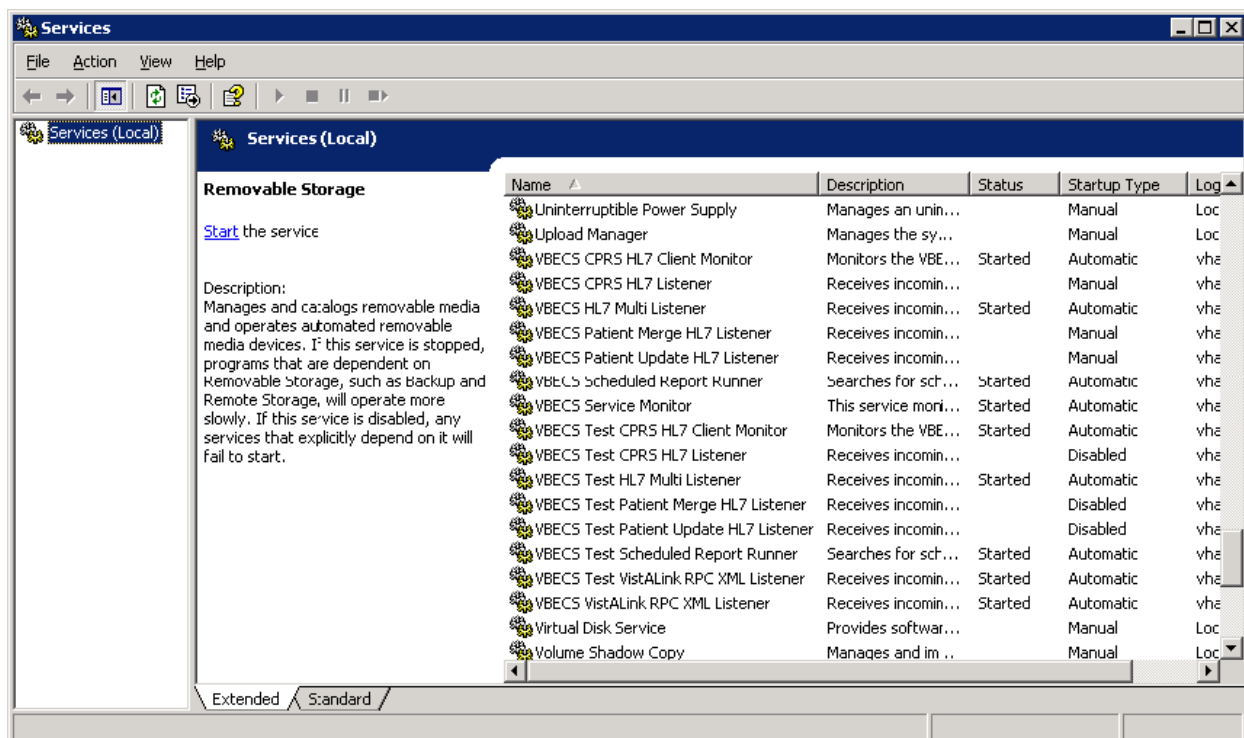 Services
File Action View Help
Services (Local)
Services (Local)
Removable Storage
Start the service
Description:
Manages and catalogs removable media
and operates automated removable
media devices. If this service is stopped,
programs that are dependent on
Removable Storage, such as Backup and
Remote Storage, will operate more
slowly. If this service is disabled, any
services that explicitly depend on it will
fail to start.
Name Description Status Startup Type Log
Uninterruptible Power Supply Manages an unin... Manual Loc
Upload Manager Manages the sy... Manual Loc
VBECS CPRS HL7 Client Monitor Monitors the VBE... Started Automatic vha
VBECS CPRS HL7 Listener Receives incomin... Manual vha
VBECS HL7 Multi Listener Receives incomin... Started Automatic vha
VBECS Patient Merge HL7 Listener Receives incomin... Manual vha
VBECS Patient Update HL7 Listener Receives incomin... Manual vha
VBECS Scheduled Report Runner Searches for sch... Started Automatic vha
VBECS Service Monitor This service moni... Started Automatic vha
VBECS Test CPRS HL7 Client Monitor Monitors the VBE... Started Automatic vha
VBECS Test CPRS HL7 Listener Receives incomin... Disabled vha
VBECS Test HL7 Multi Listener Receives incomin... Started Automatic vha
VBECS Test Patient Merge HL7 Listener Receives incomin... Disabled vha
VBECS Test Patient Update HL7 Listener Receives incomin... Disabled vha
VBECS Test Scheduled Report Runner Searches for sch... Started Automatic vha
VBECS Test VistALink RPC XML Listener Receives incomin... Started Automatic vha
VBECS VistALink RPC XML Listener Receives incomin... Started Automatic vha
Virtual Disk Service Provides softwar... Manual Loc
Volume Shadow Copy Manages and im... Manual Loc
Extended Standard